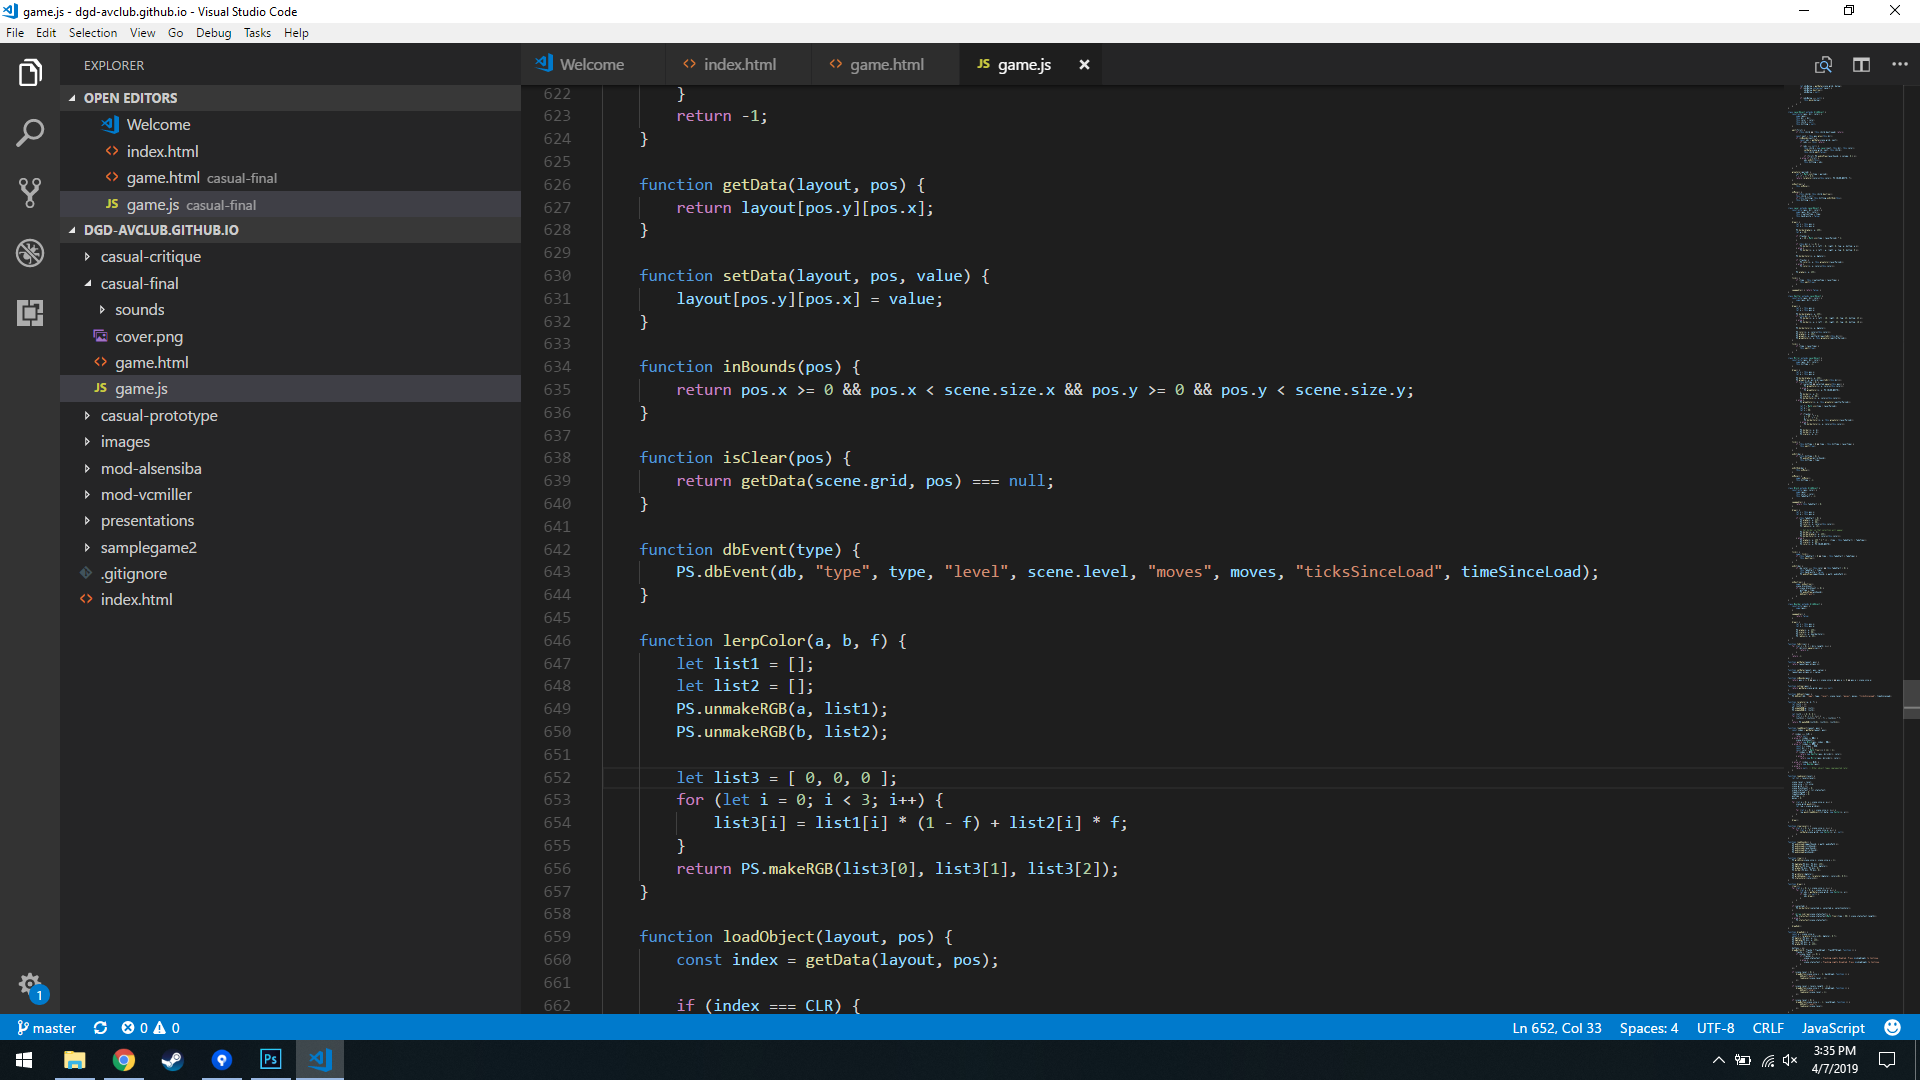 game.js - dgd-avclub.github.io - Visual Studio Code
File Edit Selection View Go Debug Tasks Help
EXPLORER
OPEN EDITORS
Welcome
index.html
game.html casual-final
JS game.js casual-final
DGD-AVCLUB.GITHUB.IO
casual-critique
casual-final
sounds
cover.png
game.html
JS game.js
casual-prototype
images
mod-alsensiba
mod-vcmiller
presentations
samplegame2
.gitignore
index.html
1
Welcome index.html game.html JS game.js
622 }
623 return -1;
624 }
625
626 function getData(layout, pos) {
627 return layout[pos.y][pos.x];
628 }
629
630 function setData(layout, pos, value) {
631 layout[pos.y][pos.x] = value;
632 }
633
634 function inBounds(pos) {
635 return pos.x >= 0 && pos.x < scene.size.x && pos.y >= 0 && pos.y < scene.size.y;
636 }
637
638 function isClear(pos) {
639 return getData(scene.grid, pos) === null;
640 }
641
642 function dbEvent(type) {
643 PS.dbEvent(db, "type", type, "level", scene.level, "moves", moves, "ticksSinceLoad", timeSinceLoad);
644 }
645
646 function lerpColor(a, b, f) {
647 let list1 = [];
648 let list2 = [];
649 PS.unmakeRGB(a, list1);
650 PS.unmakeRGB(b, list2);
651
652 let list3 = [ 0, 0, 0 ];
653 for (let i = 0; i < 3; i++) {
654 list3[i] = list1[i] * (1 - f) + list2[i] * f;
655 }
656 return PS.makeRGB(list3[0], list3[1], list3[2]);
657 }
658
659 function loadObject(layout, pos) {
660 const index = getData(layout, pos);
661
662 if (index === CLR) {
master 0 0 Ln 652, Col 33 Spaces: 4 UTF-8 CRLF JavaScript
Ps
3:35 PM
4/7/2019